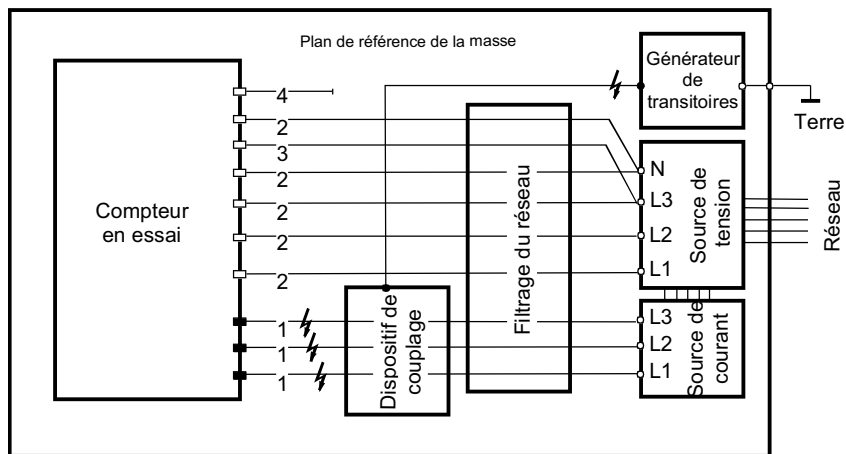 Plan de référence de la masse
Générateur
de
transitoires
Terre
4
2
3
2
2
2
2
1
1
1
Compteur
en essai
Filtrage du réseau
Dispositif de
couplage
N
L3
L2
L1
Source de
tension
Réseau
L3
L2
L1
Source de
courant